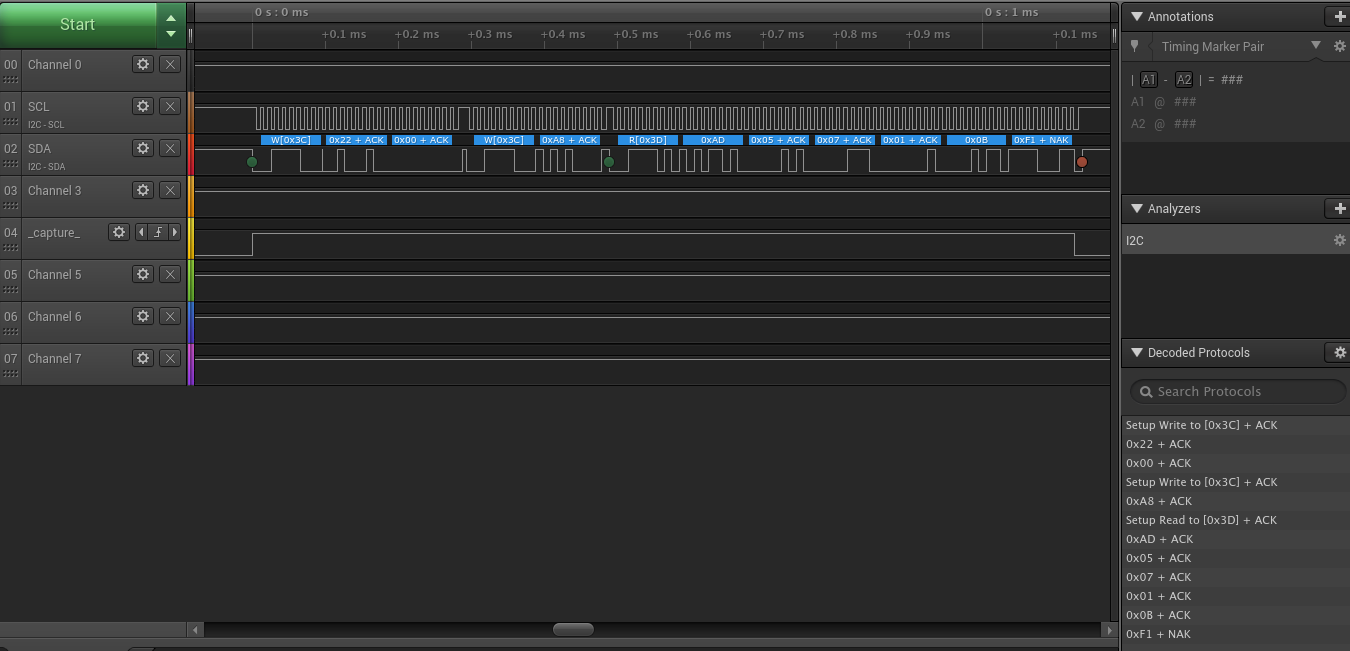 Start
0 s : 0 ms
0 s : 1 ms
+0.1 ms
+0.2 ms
+0.3 ms
+0.4 ms
+0.5 ms
+0.6 ms
+0.7 ms
+0.8 ms
+0.9 ms
+0.1 ms
00 Channel 0
01 SCL
I2C - SCL
W[0x3C]
0x22 + ACK
0x00 + ACK
W[0x3C]
0xA8 + ACK
R[0x3D]
0xAD
0x05 + ACK
0x07 + ACK
0x01 + ACK
0x0B
0xF1 + NAK
02 SDA
I2C - SDA
03 Channel 3
04 _capture_
05 Channel 5
06 Channel 6
07 Channel 7
Annotations
Timing Marker Pair
| A1 - A2 | = ###
A1 @ ###
A2 @ ###
Analyzers
I2C
Decoded Protocols
Search Protocols
Setup Write to [0x3C] + ACK
0x22 + ACK
0x00 + ACK
Setup Write to [0x3C] + ACK
0xA8 + ACK
Setup Read to [0x3D] + ACK
0xAD + ACK
0x05 + ACK
0x07 + ACK
0x01 + ACK
0x0B + ACK
0xF1 + NAK